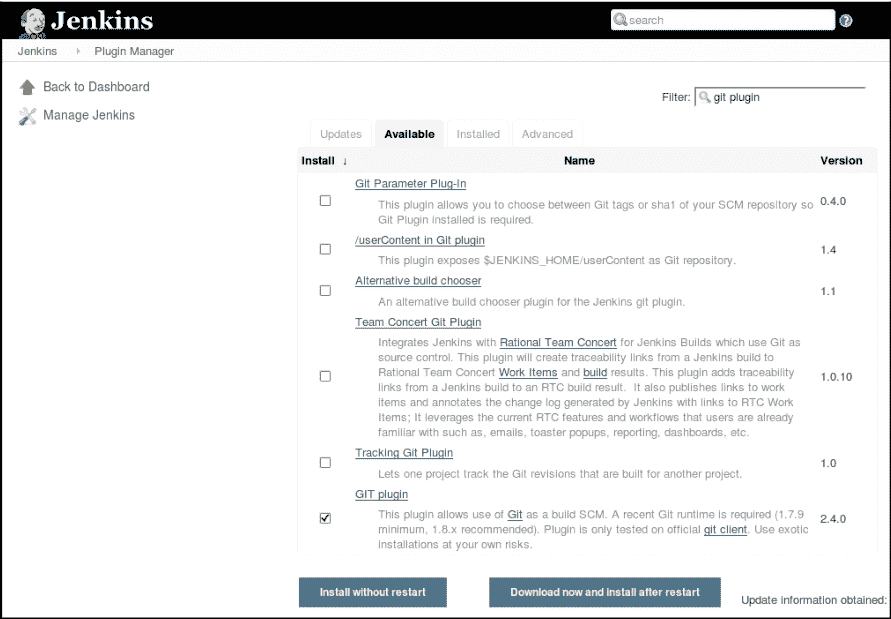 Jenkins
search
Jenkins Plugin Manager
Back to Dashboard
Manage Jenkins
Filter: git plugin
Updates Available Installed Advanced
Install ↓ Name Version
Git Parameter Plug-In
This plugin allows you to choose between Git tags or sha1 of your SCM repository so
Git Plugin installed is required.
0.4.0
/userContent in Git plugin
This plugin exposes $JENKINS_HOME/userContent as Git repository.
1.4
Alternative build chooser
An alternative build chooser plugin for the Jenkins git plugin.
1.1
Team Concert Git Plugin
Integrates Jenkins with Rational Team Concert for Jenkins Builds which use Git as
source control. This plugin will create traceability links from a Jenkins build to
Rational Team Concert Work Items and build results. This plugin adds traceability
links from a Jenkins build to an RTC build result. It also publishes links to work
items and annotates the change log generated by Jenkins with links to RTC Work
Items; It leverages the current RTC features and workflows that users are already
familiar with such as, emails, toaster popups, reporting, dashboards, etc.
1.0.10
Tracking Git Plugin
Lets one project track the Git revisions that are built for another project.
1.0
GIT plugin
This plugin allows use of Git as a build SCM. A recent Git runtime is required (1.7.9
minimum, 1.8.x recommended). Plugin is only tested on official git client. Use exotic
installations at your own risks.
2.4.0
Install without restart
Download now and install after restart
Update information obtained: